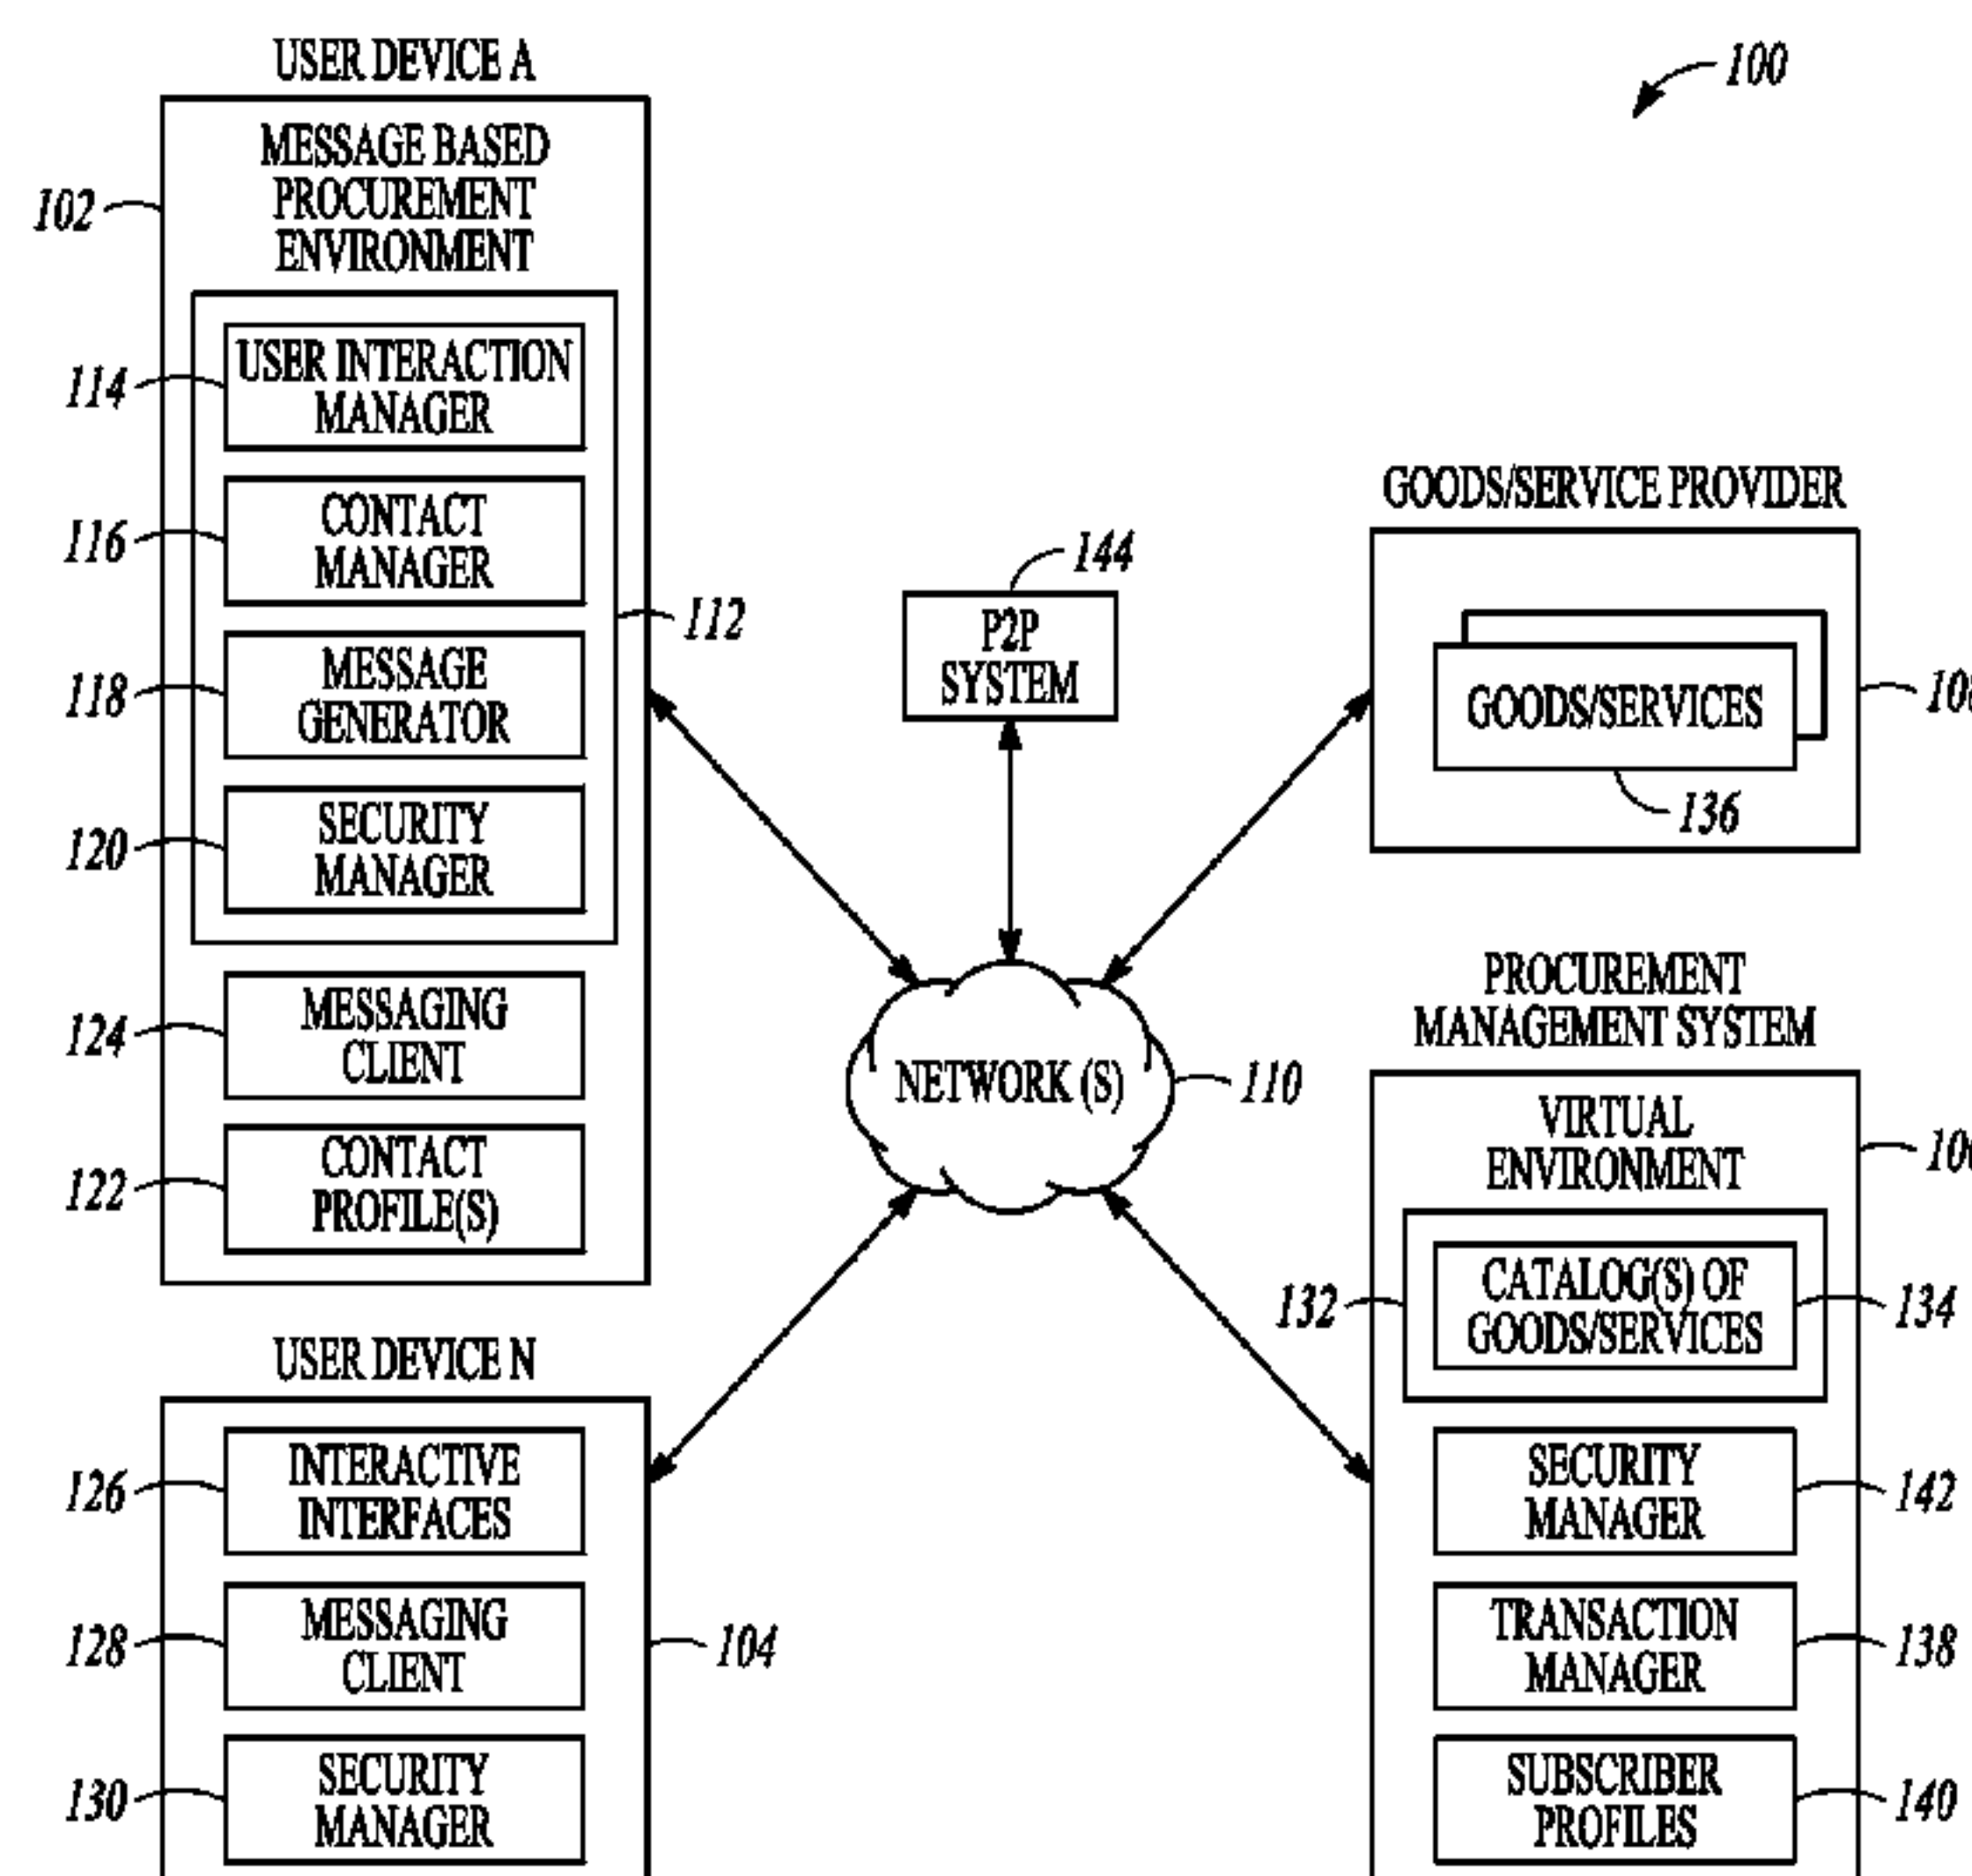 USER DEVICE A
100
MESSAGE BASED
PROCUREMENT
ENVIRONMENT
102
USER INTERACTION
MANAGER
114
CONTACT
MANAGER
116
112
MESSAGE
GENERATOR
118
SECURITY
MANAGER
120
MESSAGING
CLIENT
124
CONTACT
PROFILE(S)
122
144
P2P
SYSTEM
GOODS/SERVICE PROVIDER
GOODS/SERVICES
136
NETWORK (S)
110
PROCUREMENT
MANAGEMENT SYSTEM
VIRTUAL
ENVIRONMENT
CATALOG(S) OF
GOODS/SERVICES
132
134
SECURITY
MANAGER
142
TRANSACTION
MANAGER
138
SUBSCRIBER
PROFILES
140
USER DEVICE N
INTERACTIVE
INTERFACES
126
MESSAGING
CLIENT
128
104
SECURITY
MANAGER
130